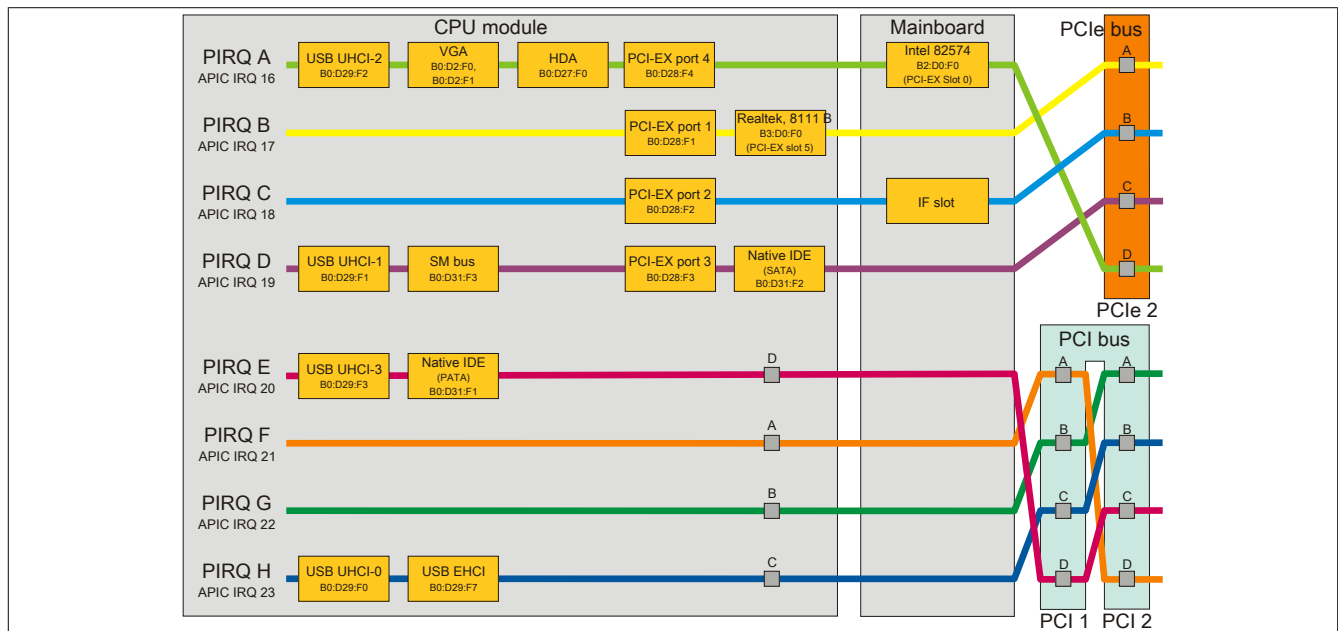 CPU module
Mainboard
PCIe bus
PIRQ A
APIC IRQ 16
USB UHCI-2
B0:D29:F2
VGA
B0:D2:F0,
B0:D2:F1
HDA
B0:D27:F0
PCI-EX port 4
B0:D28:F4
Intel 82574
B2:D0:F0
(PCI-EX Slot 0)
A
PIRQ B
APIC IRQ 17
PCI-EX port 1
B0:D28:F1
Realtek, 8111 B
B3:D0:F0
(PCI-EX slot 5)
B
PIRQ C
APIC IRQ 18
PCI-EX port 2
B0:D28:F2
IF slot
C
PIRQ D
APIC IRQ 19
USB UHCI-1
B0:D29:F1
SM bus
B0:D31:F3
PCI-EX port 3
B0:D28:F3
Native IDE
(SATA)
B0:D31:F2
D
PCIe 2
PCI bus
PIRQ E
APIC IRQ 20
USB UHCI-3
B0:D29:F3
Native IDE
(PATA)
B0:D31:F1
D
A
A
PIRQ F
APIC IRQ 21
A
B
B
PIRQ G
APIC IRQ 22
B
C
C
PIRQ H
APIC IRQ 23
USB UHCI-0
B0:D29:F0
USB EHCI
B0:D29:F7
C
D
D
PCI 1
PCI 2